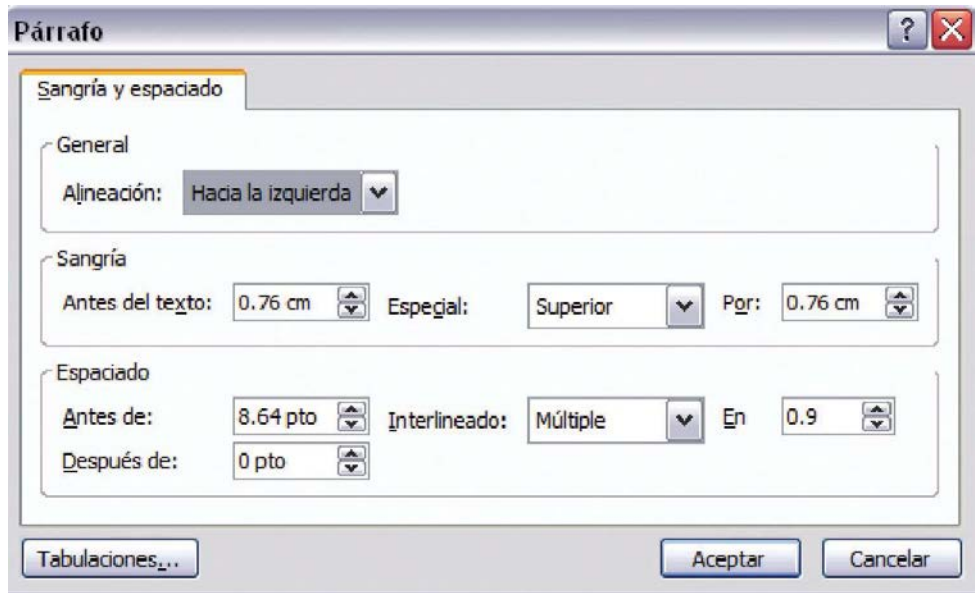 Párrafo
Sangría y espaciado
General
Alineación: Hacia la izquierda
Sangría
Antes del texto: 0.76 cm Especial: Superior Por: 0.76 cm
Espaciado
Antes de: 8.64 pto Interlineado: Múltiple En 0.9
Después de: 0 pto
Tabulaciones... Aceptar Cancelar